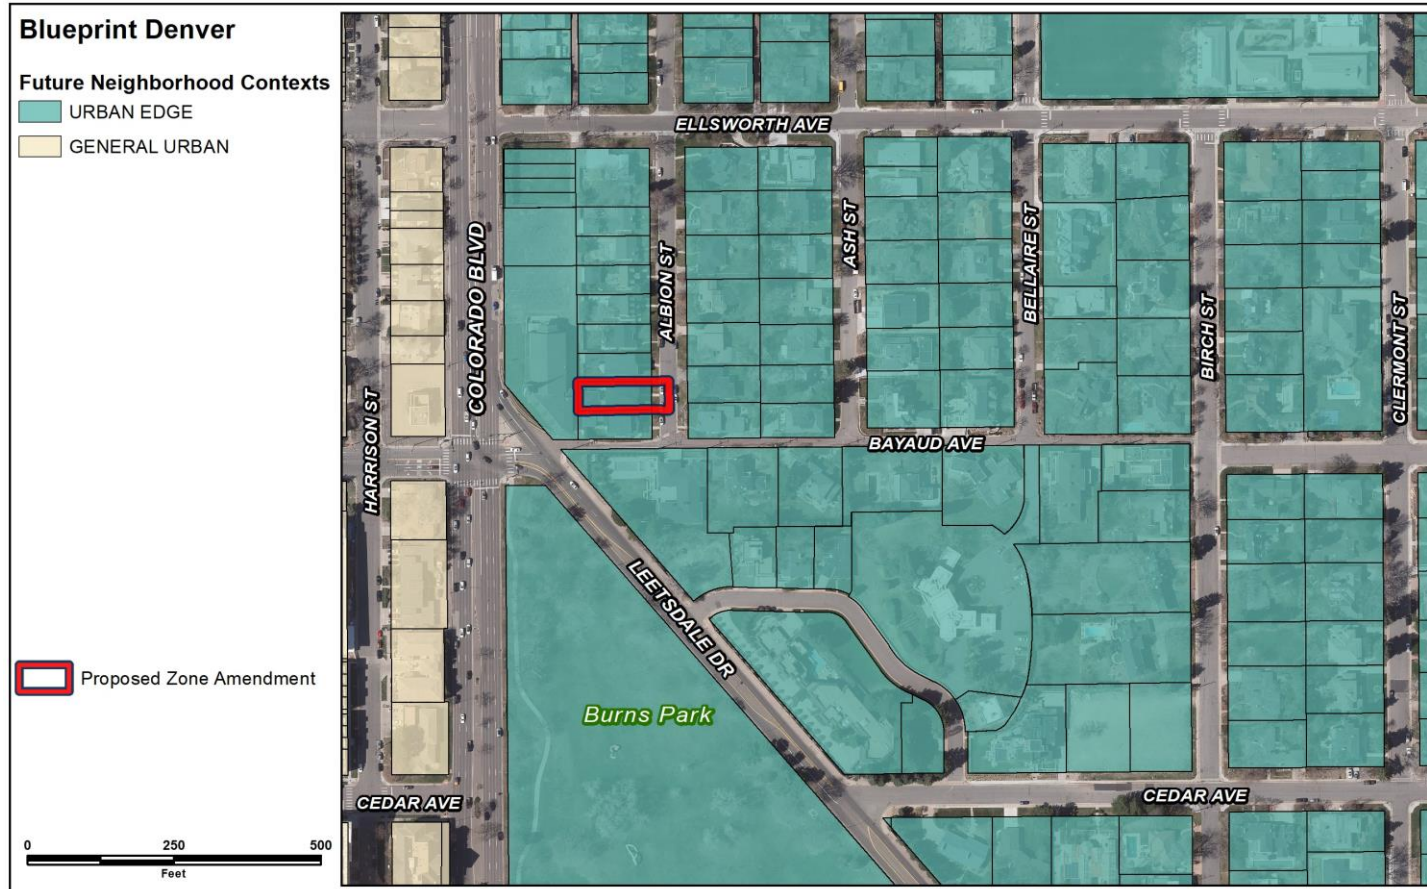 Blueprint Denver
Future Neighborhood Contexts
URBAN EDGE
GENERAL URBAN
Proposed Zone Amendment
0 250 500
Feet
ELLSWORTH AVE
COLORADO BLVD
ALBION ST
ASH ST
BELLAIRE ST
BIRCH ST
CLERMONT ST
HARRISON ST
BAYAUD AVE
LEETSDALE DR
Burns Park
CEDAR AVE
CEDAR AVE